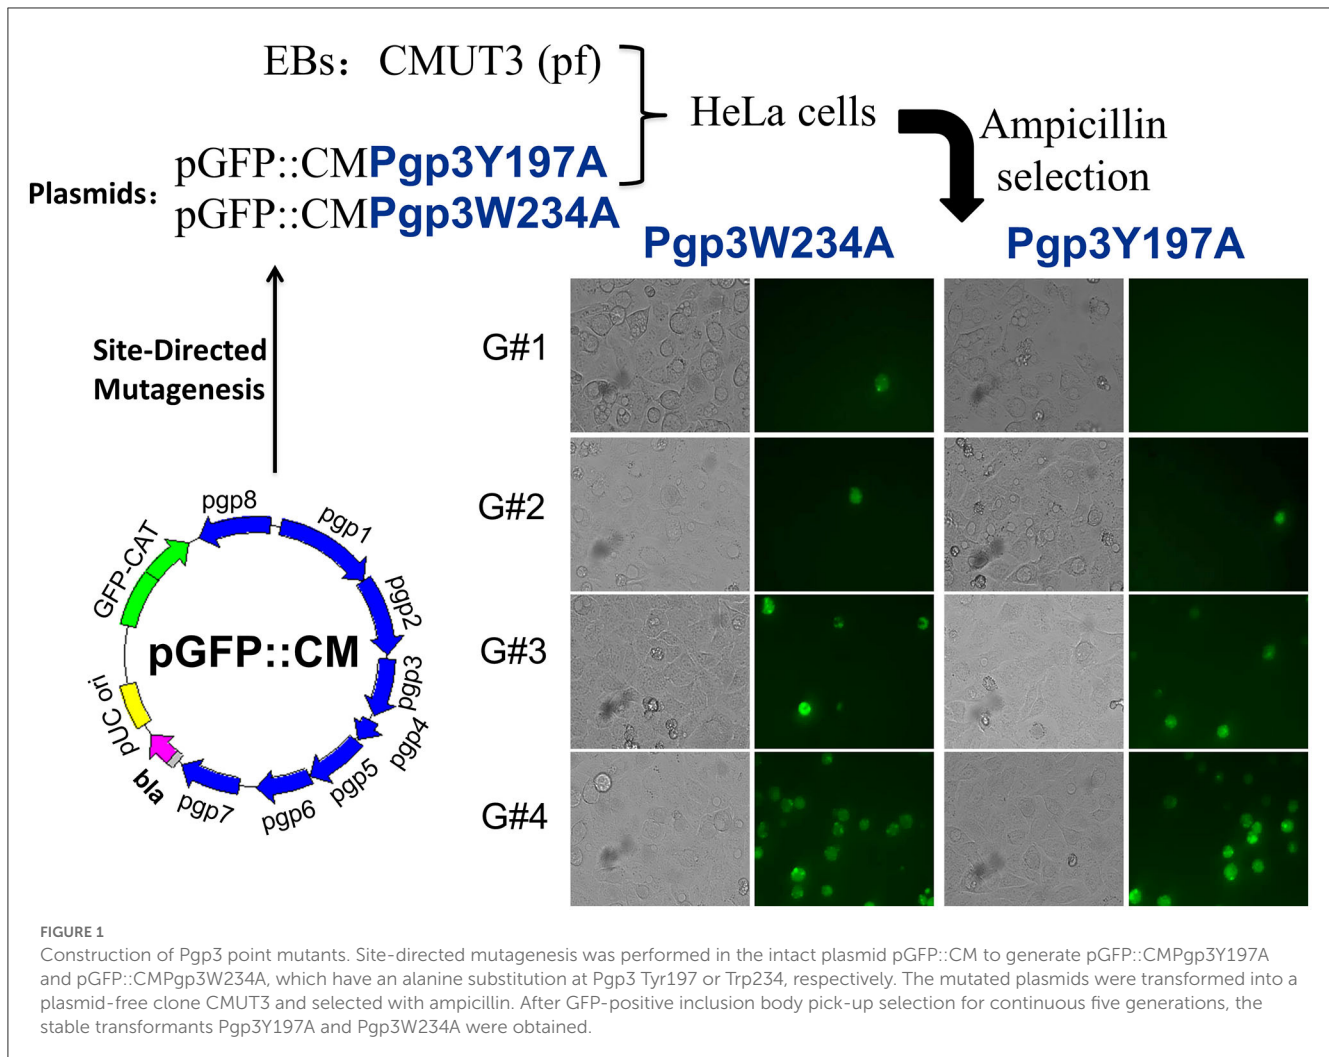 EBs： CMUT3 (pf)
HeLa cells
Ampicillin
selection
Plasmids：
pGFP::CMPgp3Y197A
pGFP::CMPgp3W234A
Pgp3W234A
Pgp3Y197A
Site-Directed
Mutagenesis
G#1
G#2
G#3
G#4
pgp8
pgp1
pgp2
pgp3
pgp4
pgp5
pgp6
pgp7
bla
pUC ori
GFP-CAT
pGFP::CM
FIGURE 1
Construction of Pgp3 point mutants. Site-directed mutagenesis was performed in the intact plasmid pGFP::CM to generate pGFP::CMPgp3Y197A
and pGFP::CMPgp3W234A, which have an alanine substitution at Pgp3 Tyr197 or Trp234, respectively. The mutated plasmids were transformed into a
plasmid-free clone CMUT3 and selected with ampicillin. After GFP-positive inclusion body pick-up selection for continuous five generations, the
stable transformants Pgp3Y197A and Pgp3W234A were obtained.